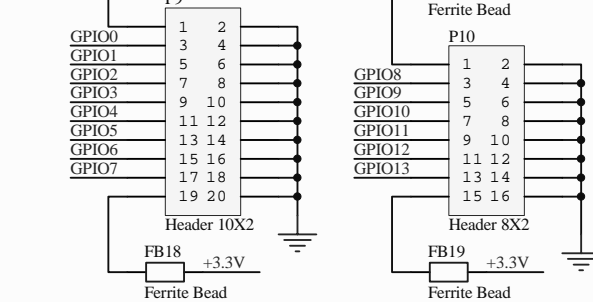 Ferrite Bead
P10
1 2
GPIO0
3 4
GPIO1
5 6
GPIO2
7 8
GPIO3
9 10
GPIO4
11 12
GPIO5
13 14
GPIO6
15 16
GPIO7
17 18
19 20
Header 10X2
FB18
+3.3V
Ferrite Bead
1 2
GPIO8
3 4
GPIO9
5 6
GPIO10
7 8
GPIO11
9 10
GPIO12
11 12
GPIO13
13 14
15 16
Header 8X2
FB19
+3.3V
Ferrite Bead